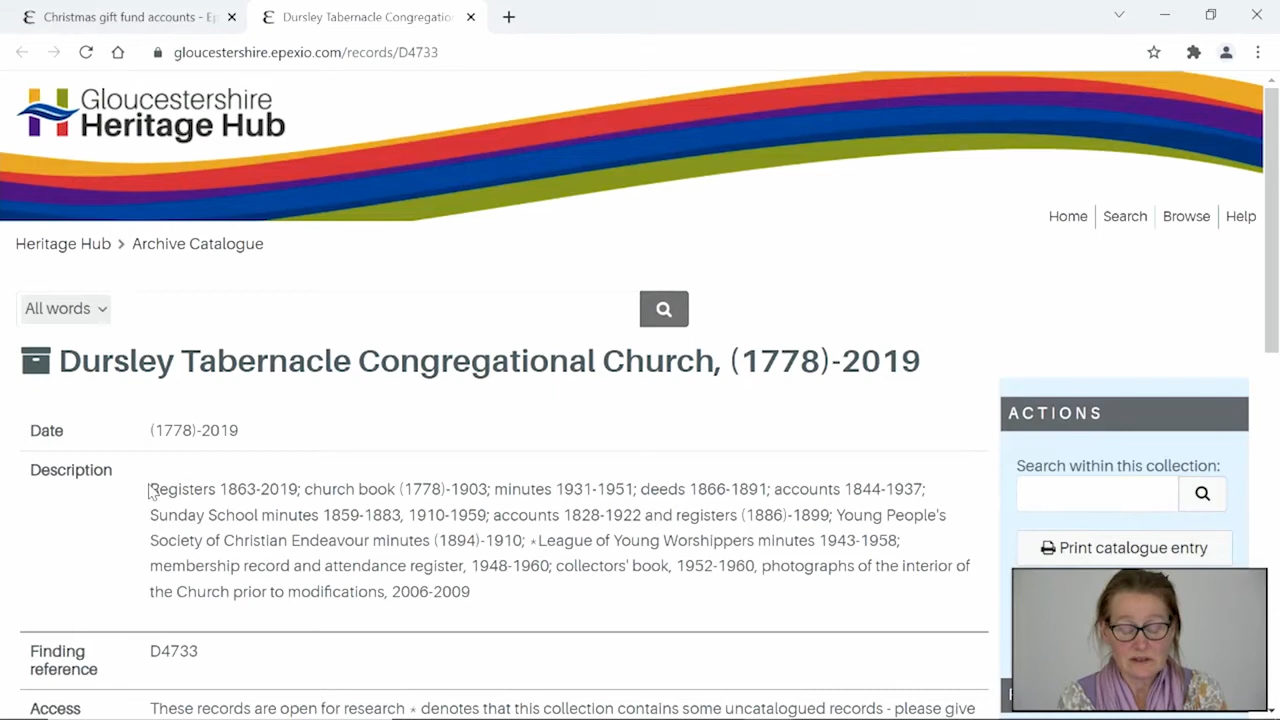 Christmas gift fund accounts - Ep
Dursley Tabernacle Congregatio
gloucestershire.epexio.com/records/D4733
Gloucestershire
Heritage Hub
Home Search Browse Help
Heritage Hub > Archive Catalogue
All words
Dursley Tabernacle Congregational Church, (1778)-2019
Date (1778)-2019
Description
Registers 1863-2019; church book (1778)-1903; minutes 1931-1951; deeds 1866-1891; accounts 1844-1937;
Sunday School minutes 1859-1883, 1910-1959; accounts 1828-1922 and registers (1886)-1899; Young People's
Society of Christian Endeavour minutes (1894)-1910; *League of Young Worshippers minutes 1943-1958;
membership record and attendance register, 1948-1960; collectors' book, 1952-1960, photographs of the interior of
the Church prior to modifications, 2006-2009
Finding
reference
D4733
Access These records are open for research * denotes that this collection contains some uncatalogued records - please give
ACTIONS
Search within this collection:
Print catalogue entry